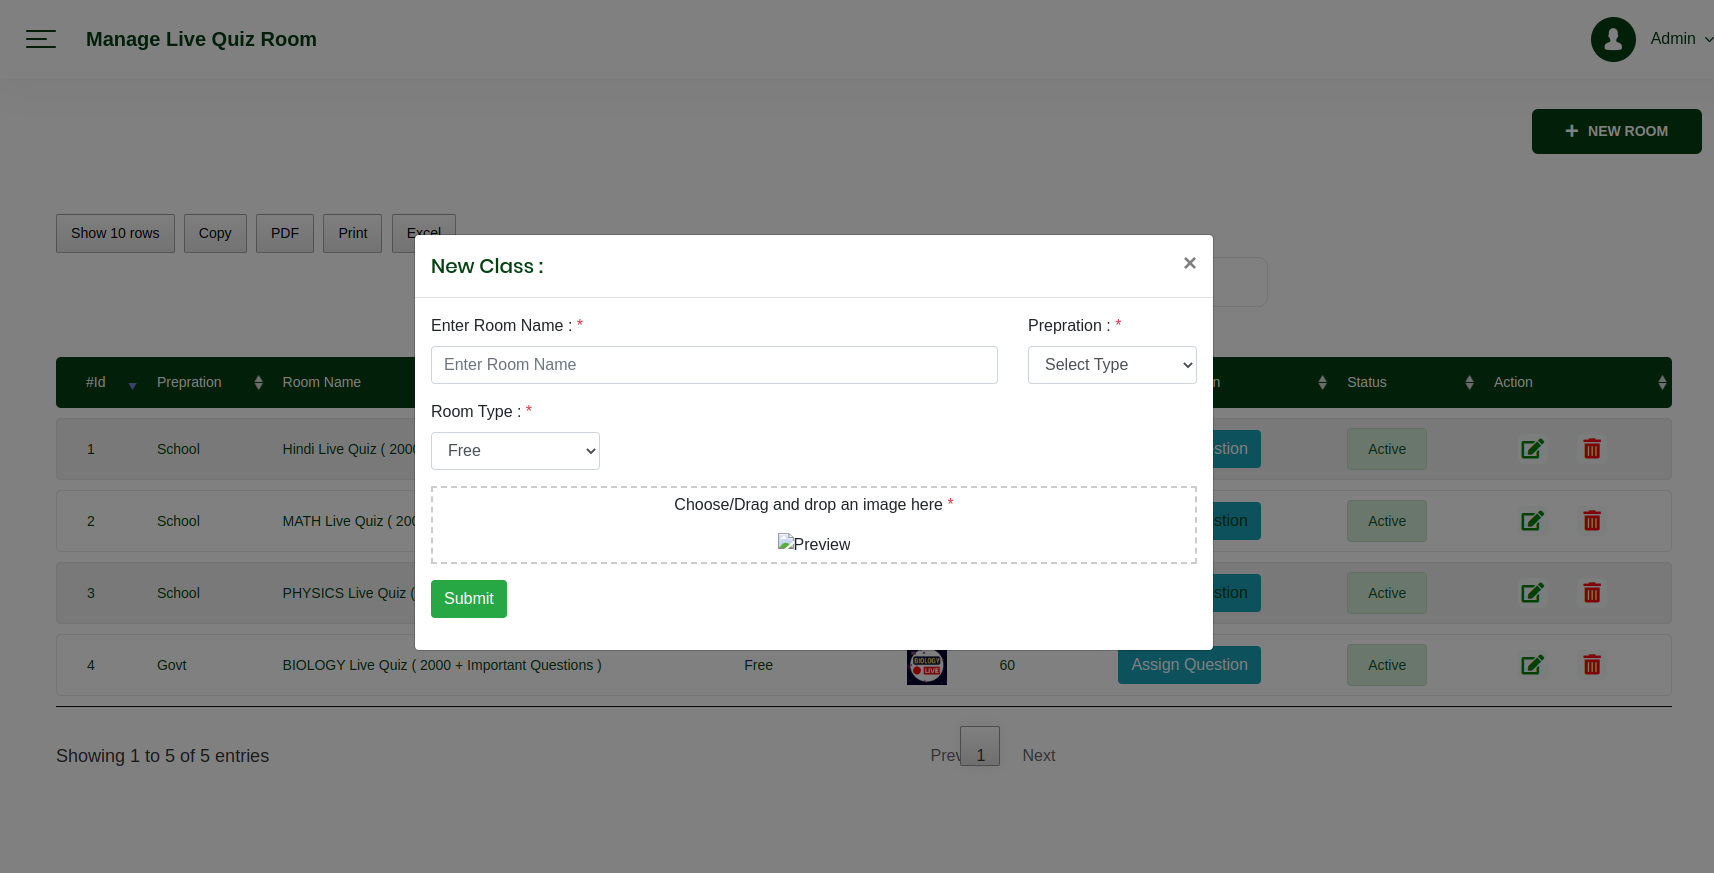 Manage Live Quiz Room
Admin
NEW ROOM
Show 10 rows
Copy
PDF
Print
Excel
New Class :
×
Enter Room Name : *
Prepration : *
Enter Room Name
Select Type
Room Type : *
Free
Choose/Drag and drop an image here *
Preview
Submit
#Id
Prepration
Room Name
Status
Action
1
School
Hindi Live Quiz ( 200
Active
2
School
MATH Live Quiz ( 20
Active
3
School
PHYSICS Live Quiz (
Active
4
Govt
BIOLOGY Live Quiz ( 2000 + Important Questions )
Free
BIOLOGY
LIVE
60
Assign Question
Active
Showing 1 to 5 of 5 entries
Prev
1
Next